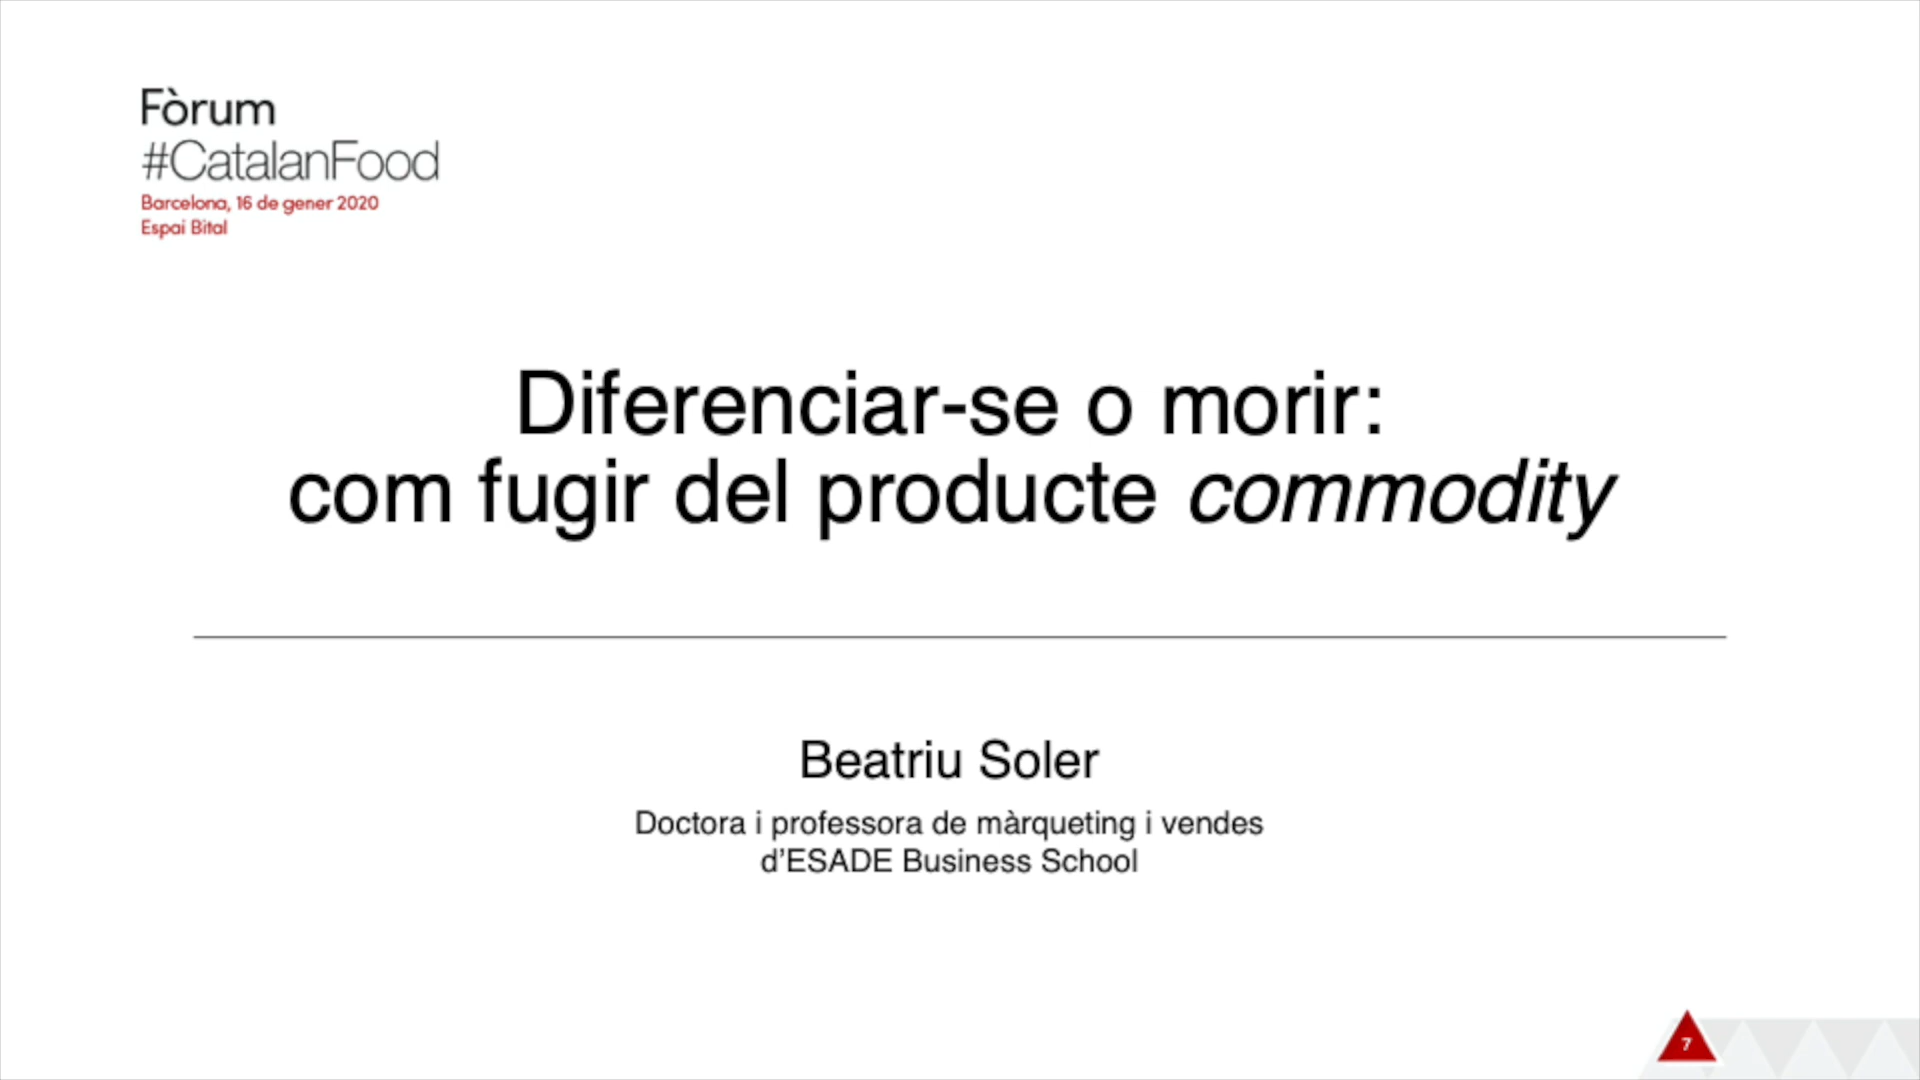 Fòrum
#CatalanFood
Barcelona, 16 de gener 2020
Espai Bital
Diferenciar-se o morir:
com fugir del producte commodity
Beatriu Soler
Doctora i professora de màrqueting i vendes
d’ESADE Business School
7